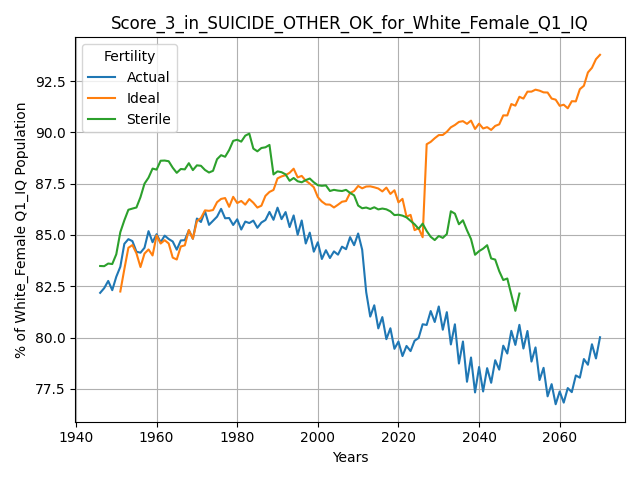 Score_3_in_SUICIDE_OTHER_OK_for_White_Female_Q1_IQ
Fertility
Actual
Ideal
Sterile
92.5
90.0
87.5
85.0
82.5
80.0
77.5
% of White_Female Q1_IQ Population
1940
1960
1980
2000
2020
2040
2060
Years